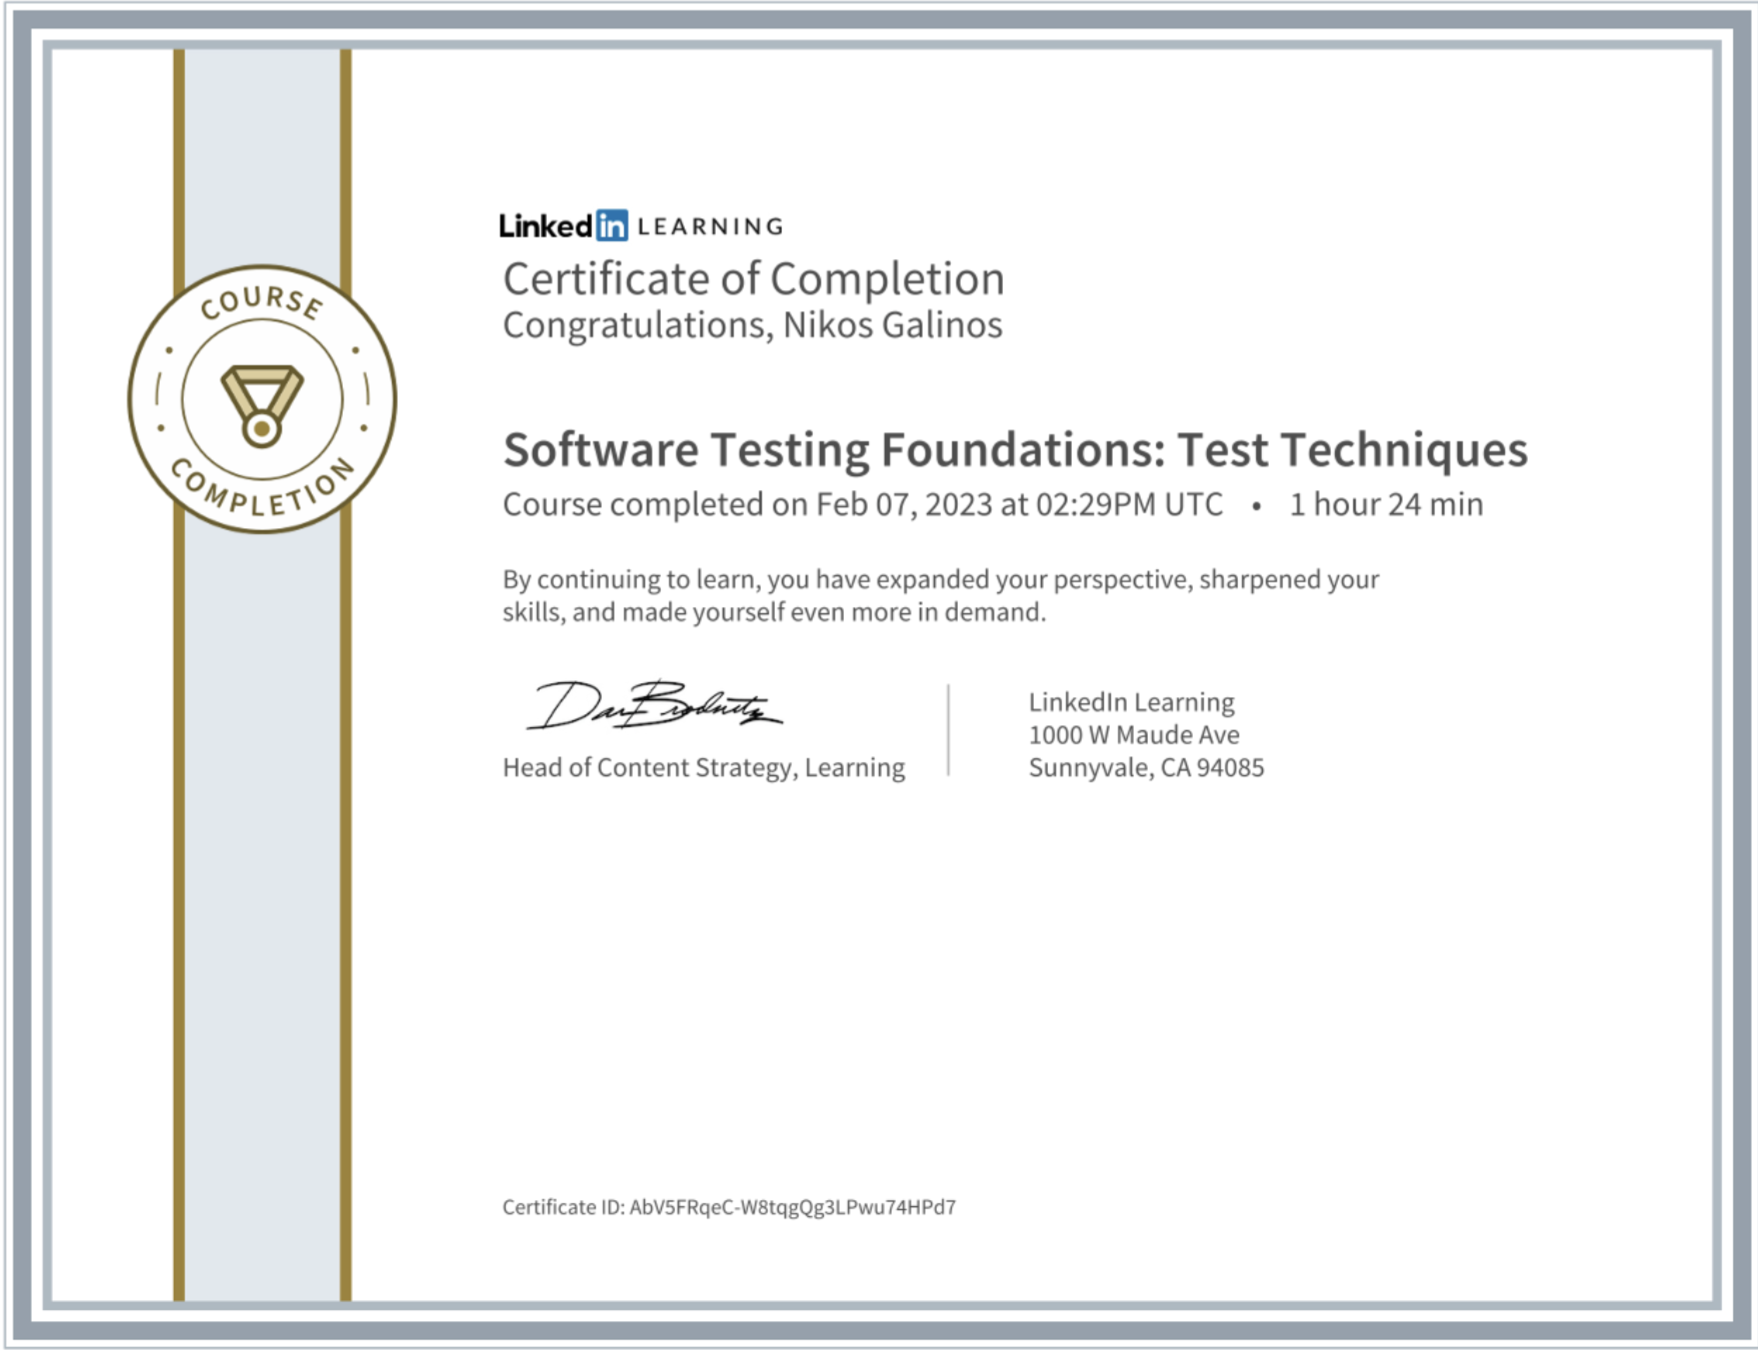 COURSE
COMPLETION
Linkedin LEARNING
Certificate of Completion
Congratulations, Nikos Galinos
Software Testing Foundations: Test Techniques
Course completed on Feb 07, 2023 at 02:29PM UTC • 1 hour 24 min
By continuing to learn, you have expanded your perspective, sharpened your
skills, and made yourself even more in demand.
Dan Brodnitz
Head of Content Strategy, Learning
LinkedIn Learning
1000 W Maude Ave
Sunnyvale, CA 94085
Certificate ID: AbV5FRqeC-W8tqgQg3LPwu74HPd7